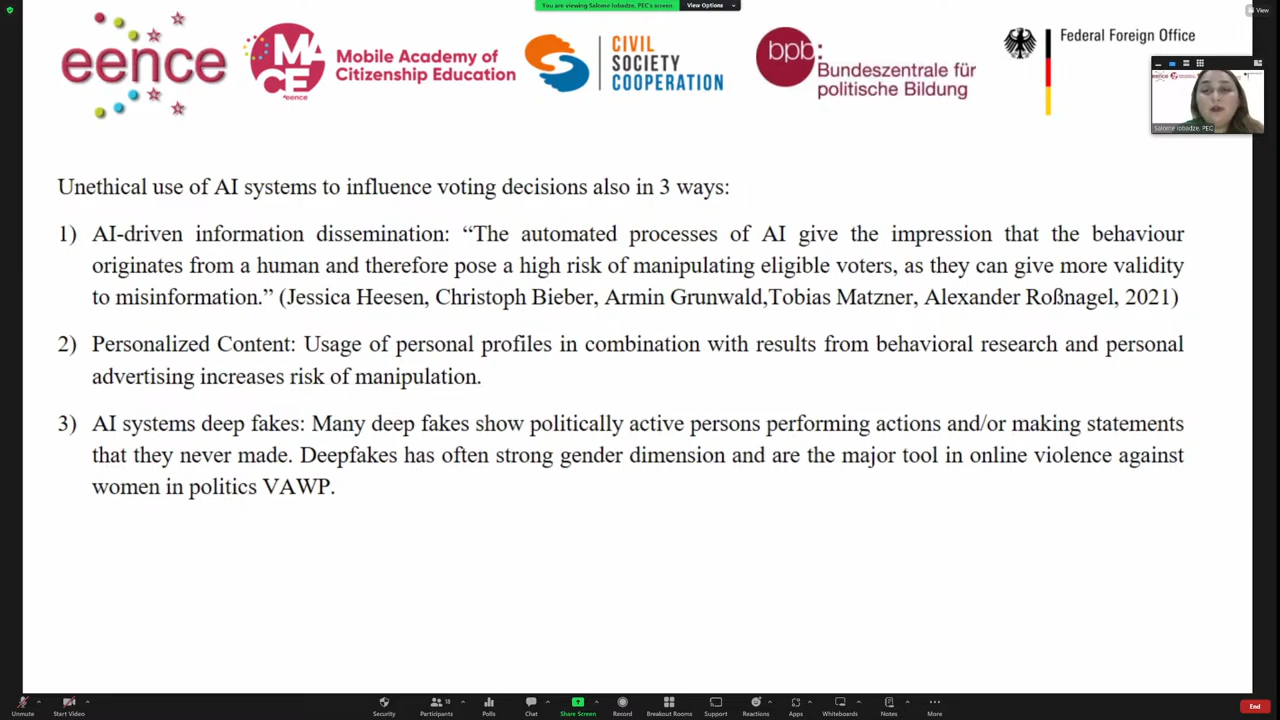 You are viewing Salome Iobadze, PEC's screen
View Options
View
eence
MACE
eence
Mobile Academy of
Citizenship Education
CIVIL
SOCIETY
COOPERATION
bpb:
Bundeszentrale für
politische Bildung
Federal Foreign Office
Salome Iobadze, PEC
Unethical use of AI systems to influence voting decisions also in 3 ways:
1) AI-driven information dissemination: “The automated processes of AI give the impression that the behaviour
originates from a human and therefore pose a high risk of manipulating eligible voters, as they can give more validity
to misinformation.” (Jessica Heesen, Christoph Bieber, Armin Grunwald,Tobias Matzner, Alexander Roßnagel, 2021)
2) Personalized Content: Usage of personal profiles in combination with results from behavioral research and personal
advertising increases risk of manipulation.
3) AI systems deep fakes: Many deep fakes show politically active persons performing actions and/or making statements
that they never made. Deepfakes has often strong gender dimension and are the major tool in online violence against
women in politics VAWP.
Unmute
Start Video
Security
Participants
18
Polls
Chat
Share Screen
Record
Breakout Rooms
Support
Reactions
Apps
Whiteboards
Notes
More
End